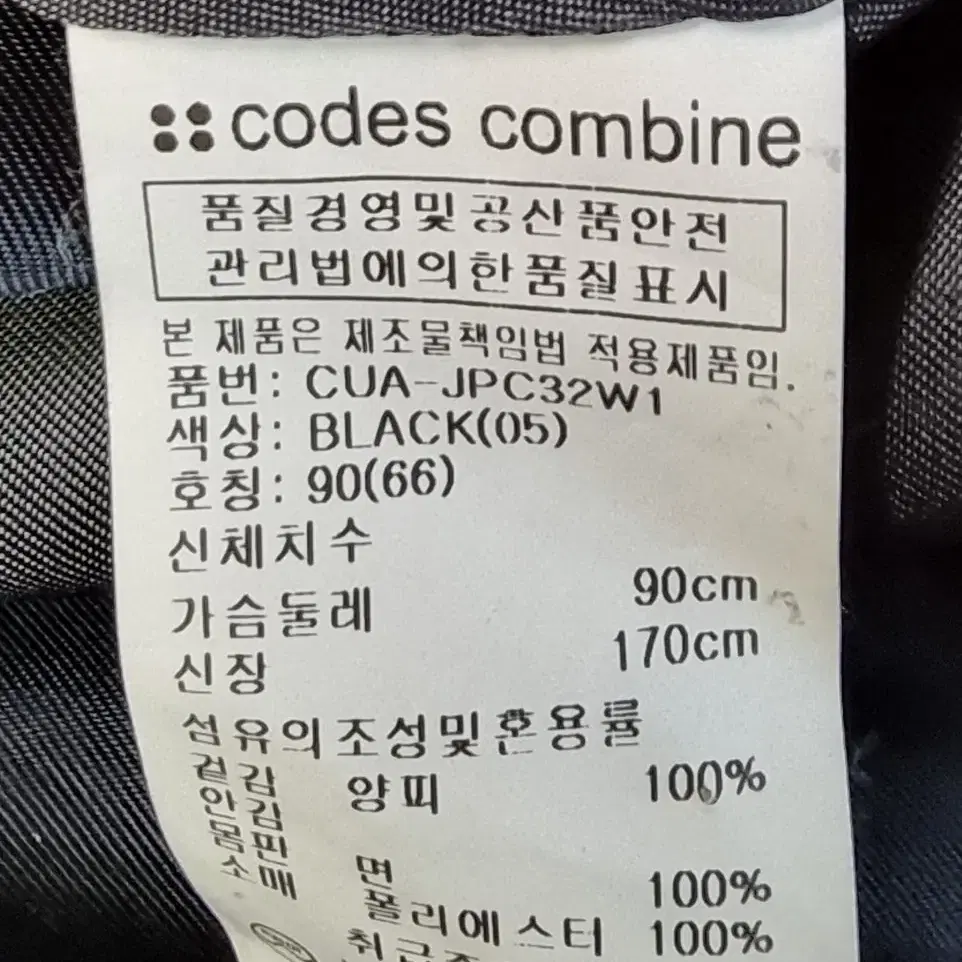 codes combine
품질경영및공산품안전
관리법에의한품질표시
본 제품은 제조물책임법 적용제품임.
품번: CUA-JPC32W1
색상: BLACK(05)
호칭: 90(66)
신체치수
가슴둘레 90cm
신장 170cm
섬유의조성및혼용률
겉감 양피 100%
안감
몸판 면 100%
소매 폴리에스터 100%
취급